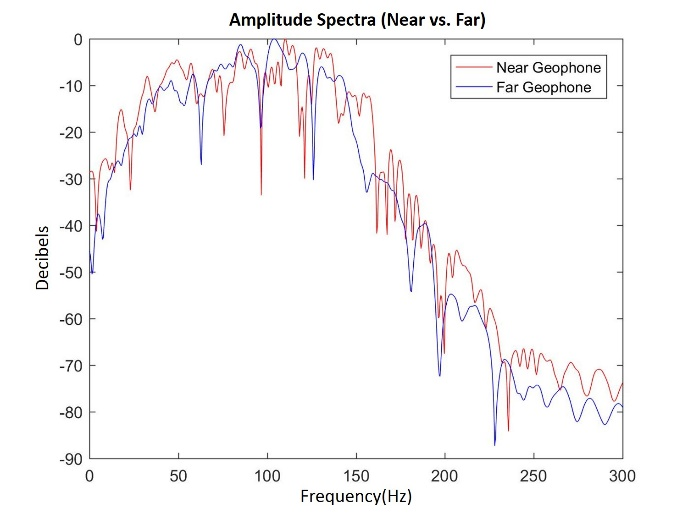 Amplitude Spectra (Near vs. Far)
0
-10
-20
-30
-40
-50
-60
-70
-80
-90
Decibels
Near Geophone
Far Geophone
0 50 100 150 200 250 300
Frequency(Hz)